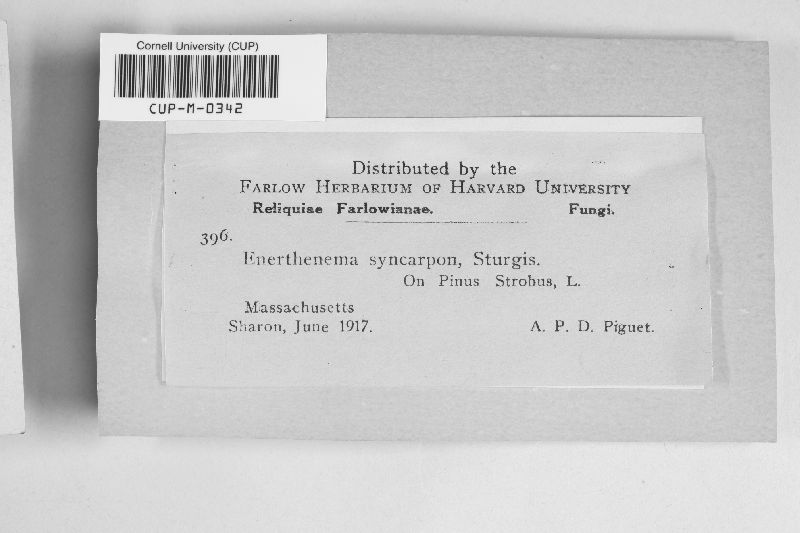 Cornell University (CUP)
CUP-M-0342
Distributed by the
Farlow Herbarium of Harvard University
Reliquiae Farlowianae. Fungi.
396.
Enerthenema syncarpon, Sturgis.
On Pinus Strobus, L.
Massachusetts
Sharon, June 1917. A. P. D. Piguet.